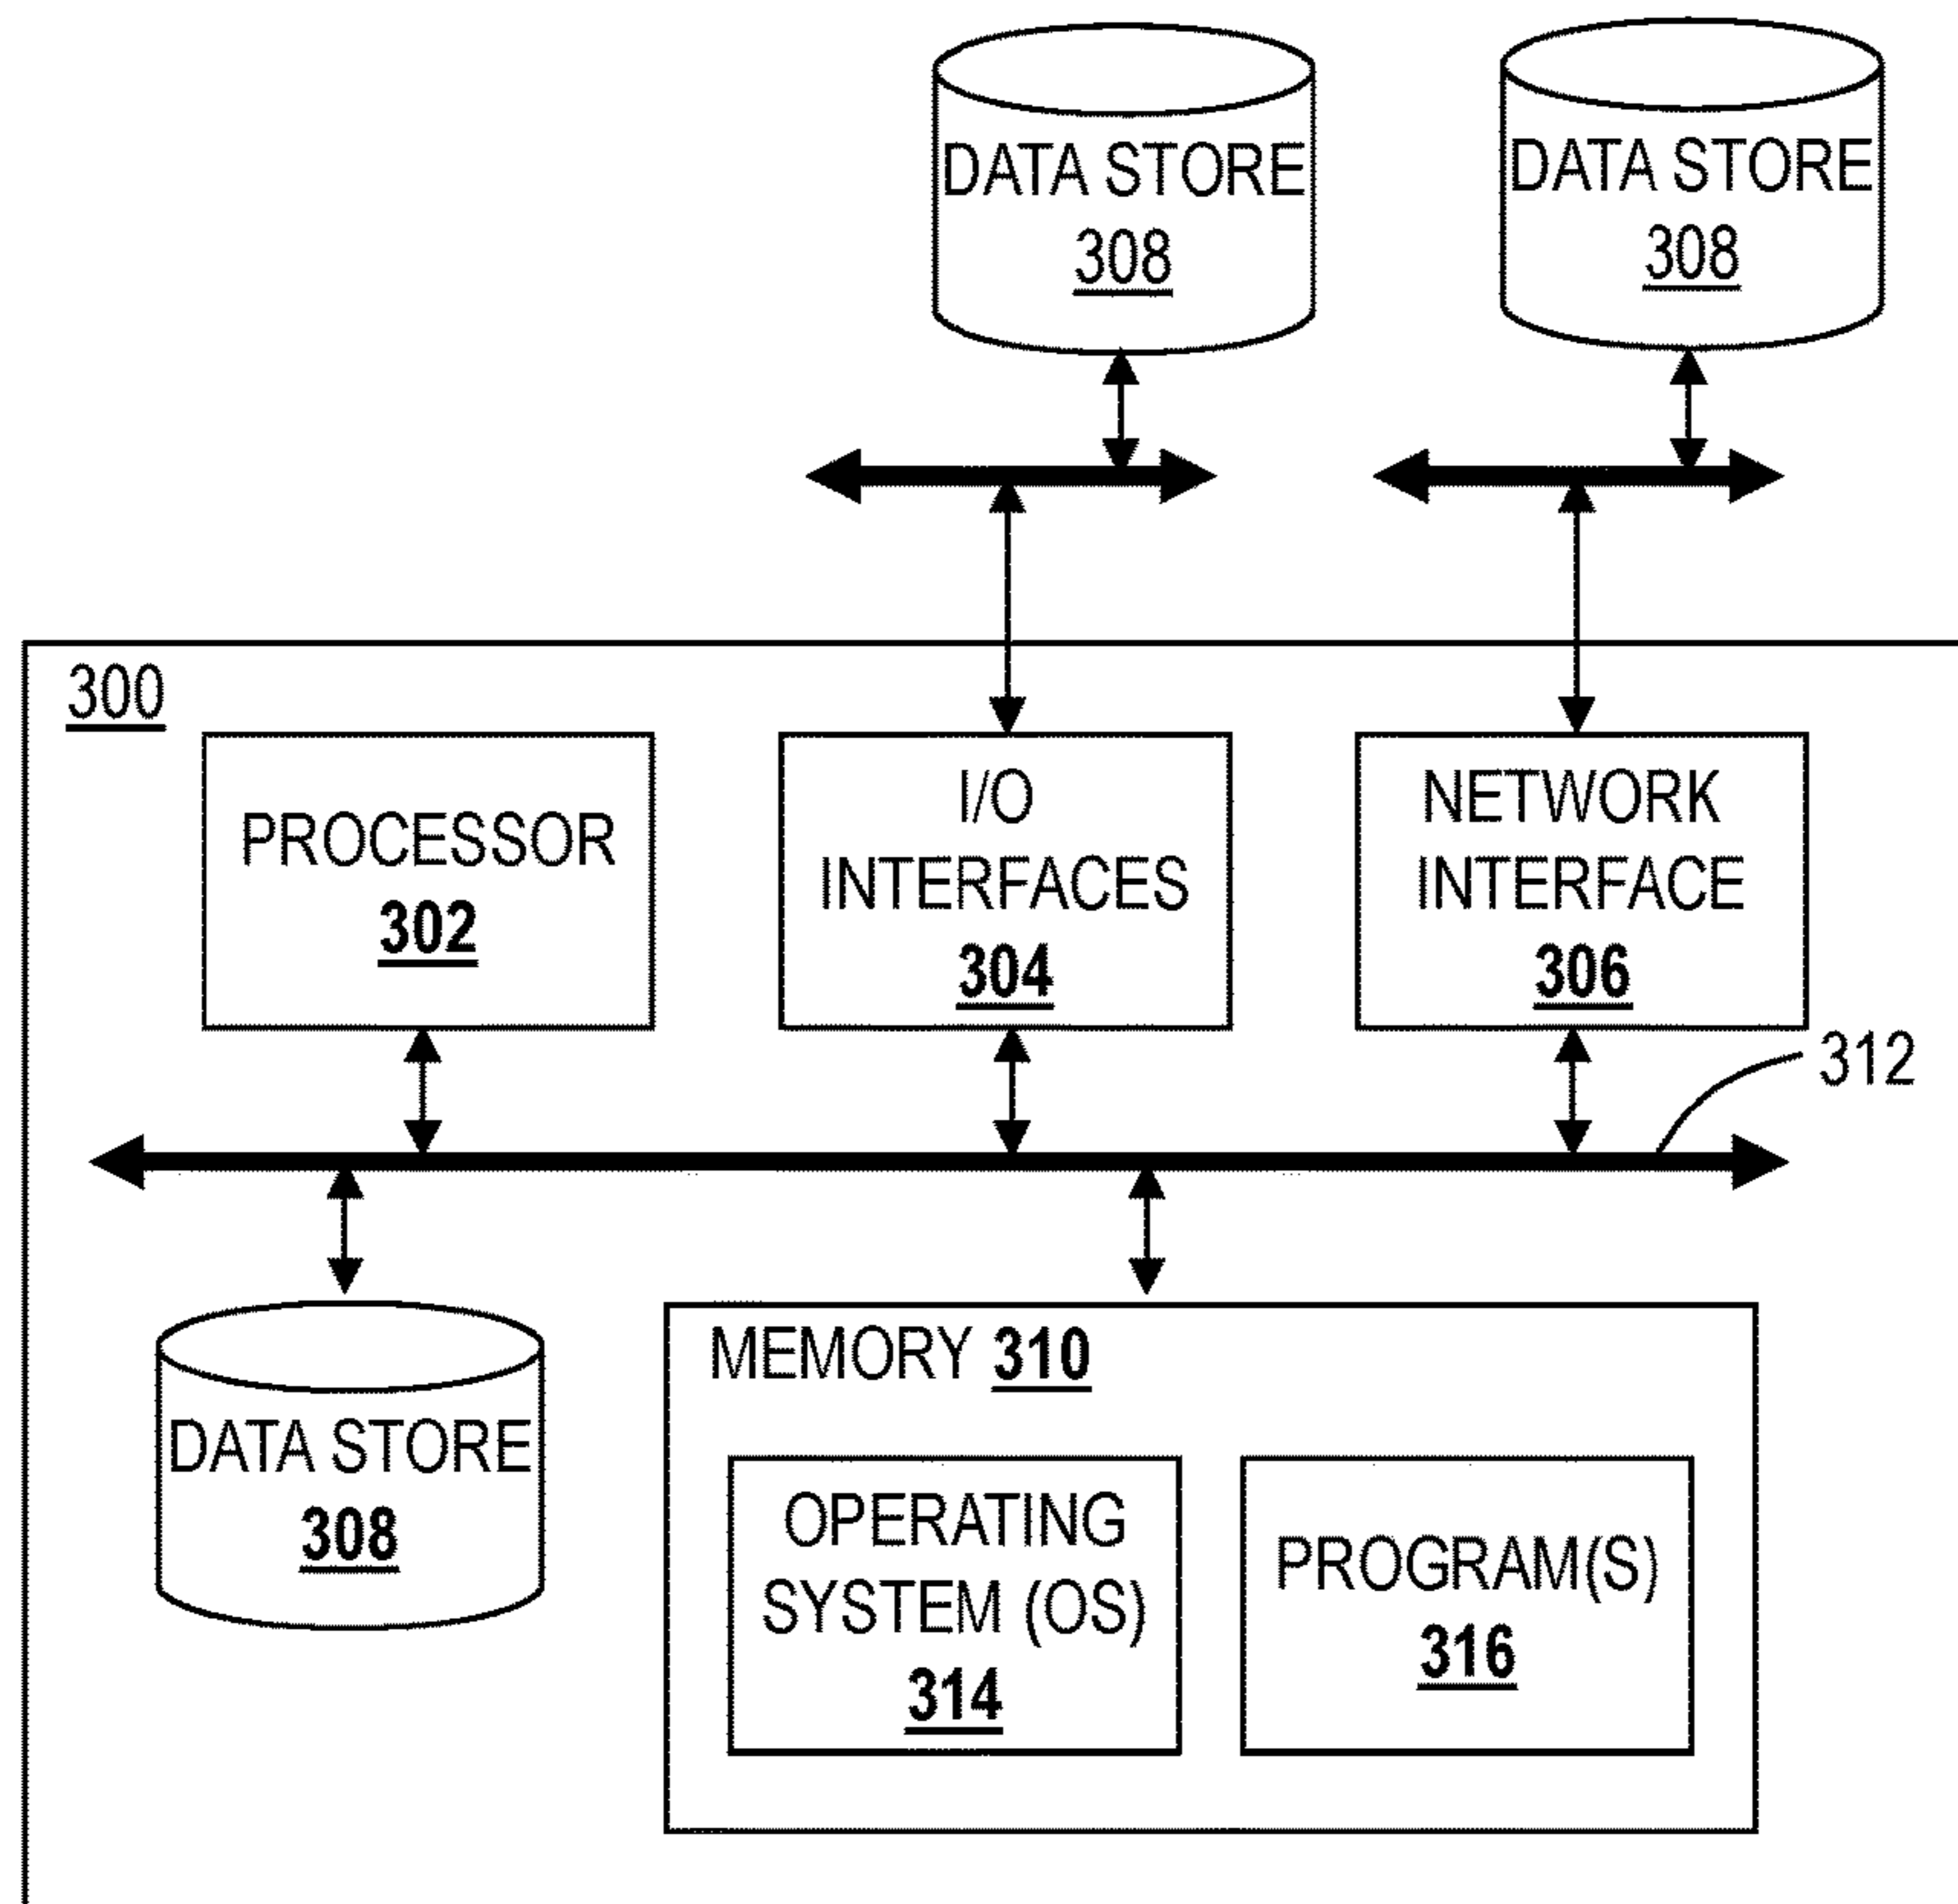 DATA STORE
308
DATA STORE
308
300
PROCESSOR
302
I/O
INTERFACES
304
NETWORK
INTERFACE
306
312
DATA STORE
308
MEMORY 310
OPERATING
SYSTEM (OS)
314
PROGRAM(S)
316